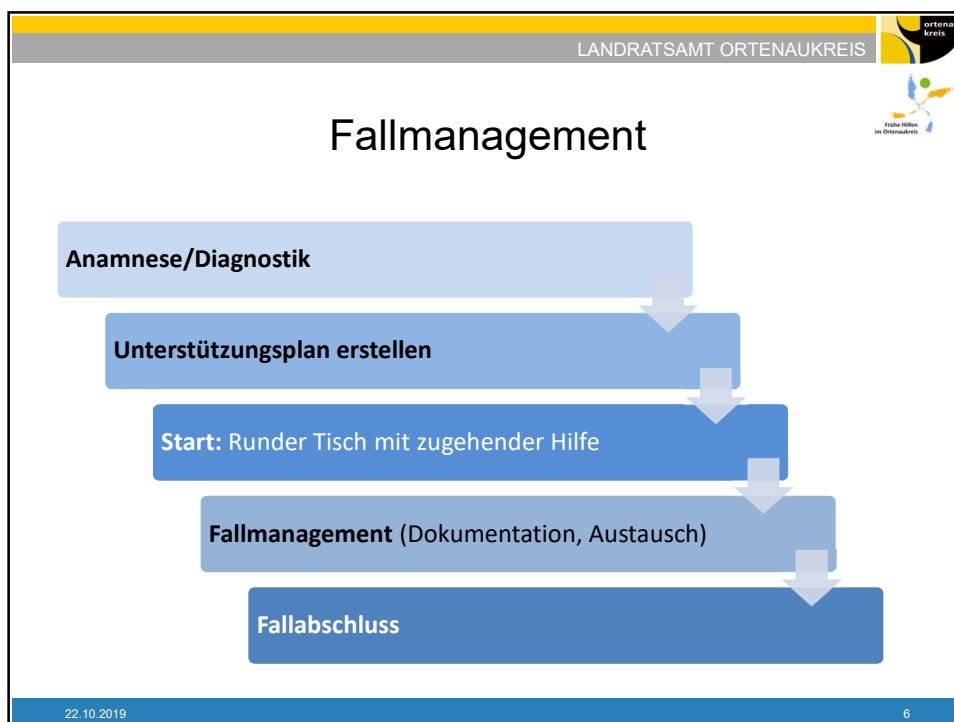 LANDRATSAMT ORTENAUKREIS
ortenau
kreis
Frühe Hilfen
im Ortenaukreis
Fallmanagement
Anamnese/Diagnostik
Unterstützungsplan erstellen
Start: Runder Tisch mit zugehender Hilfe
Fallmanagement (Dokumentation, Austausch)
Fallabschluss
22.10.2019
6